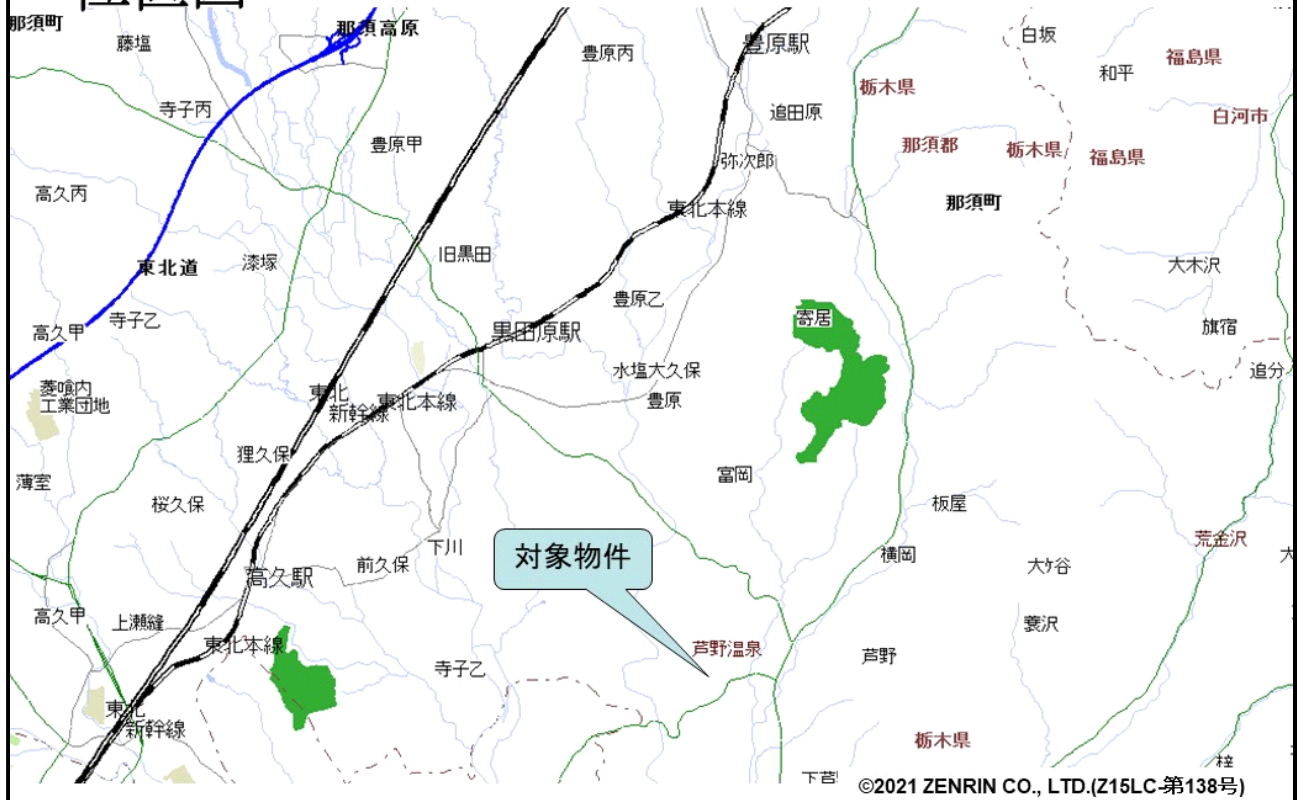 位置図
那須町
藤塩
那須高原
豊原丙
豊原駅
白坂
和平
福島県
栃木県
寺子丙
追田原
白河市
豊原甲
那須郡
栃木県
福島県
弥次郎
高久丙
東北本線
那須町
旧黒田
漆塚
東北道
大木沢
豊原乙
寄居
寺子乙
高久甲
黒田原駅
旗宿
水塩大久保
追分
菱喰内
工業団地
東北
新幹線
東北本線
豊原
狸久保
富岡
薄室
桜久保
板屋
荒金沢
下川
対象物件
横岡
前久保
大ケ谷
高久駅
高久甲
上瀬縫
蓑沢
東北本線
芦野温泉
芦野
寺子乙
東北
新幹線
栃木県
梓
©2021 ZENRIN CO., LTD.(Z15LC-第138号)